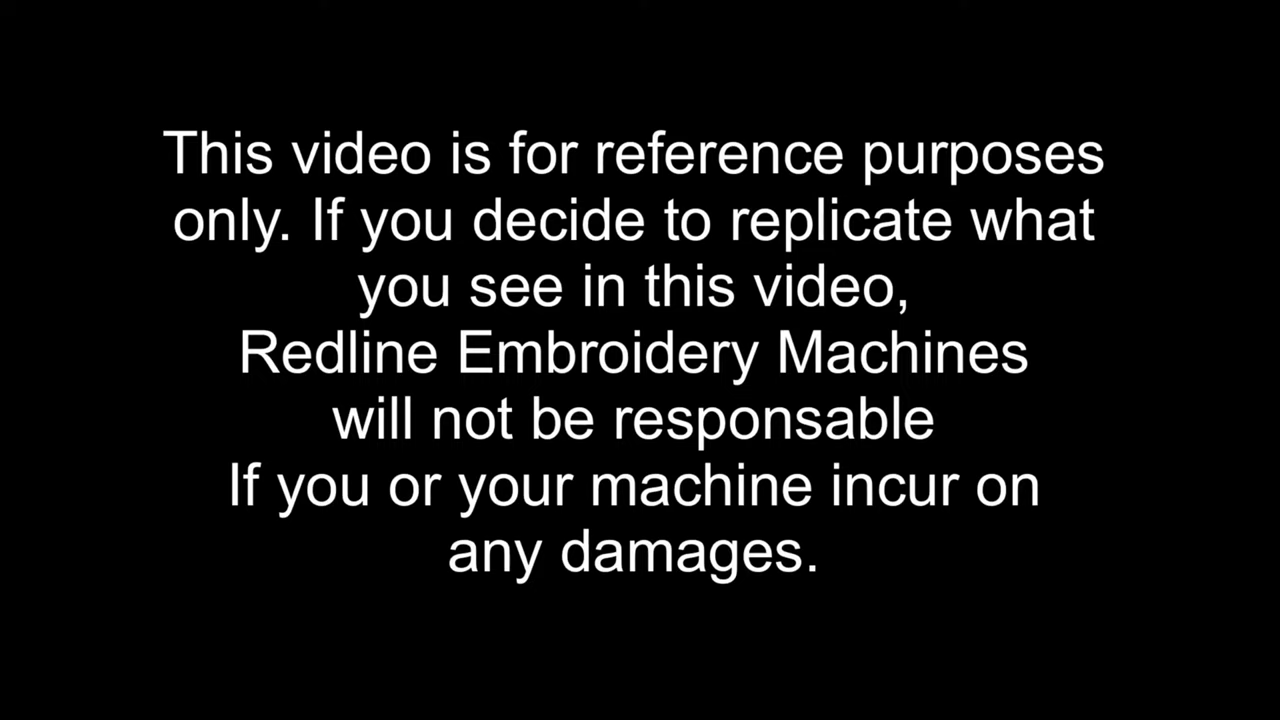 This video is for reference purposes
only. If you decide to replicate what
you see in this video,
Redline Embroidery Machines
will not be responsable
If you or your machine incur on
any damages.